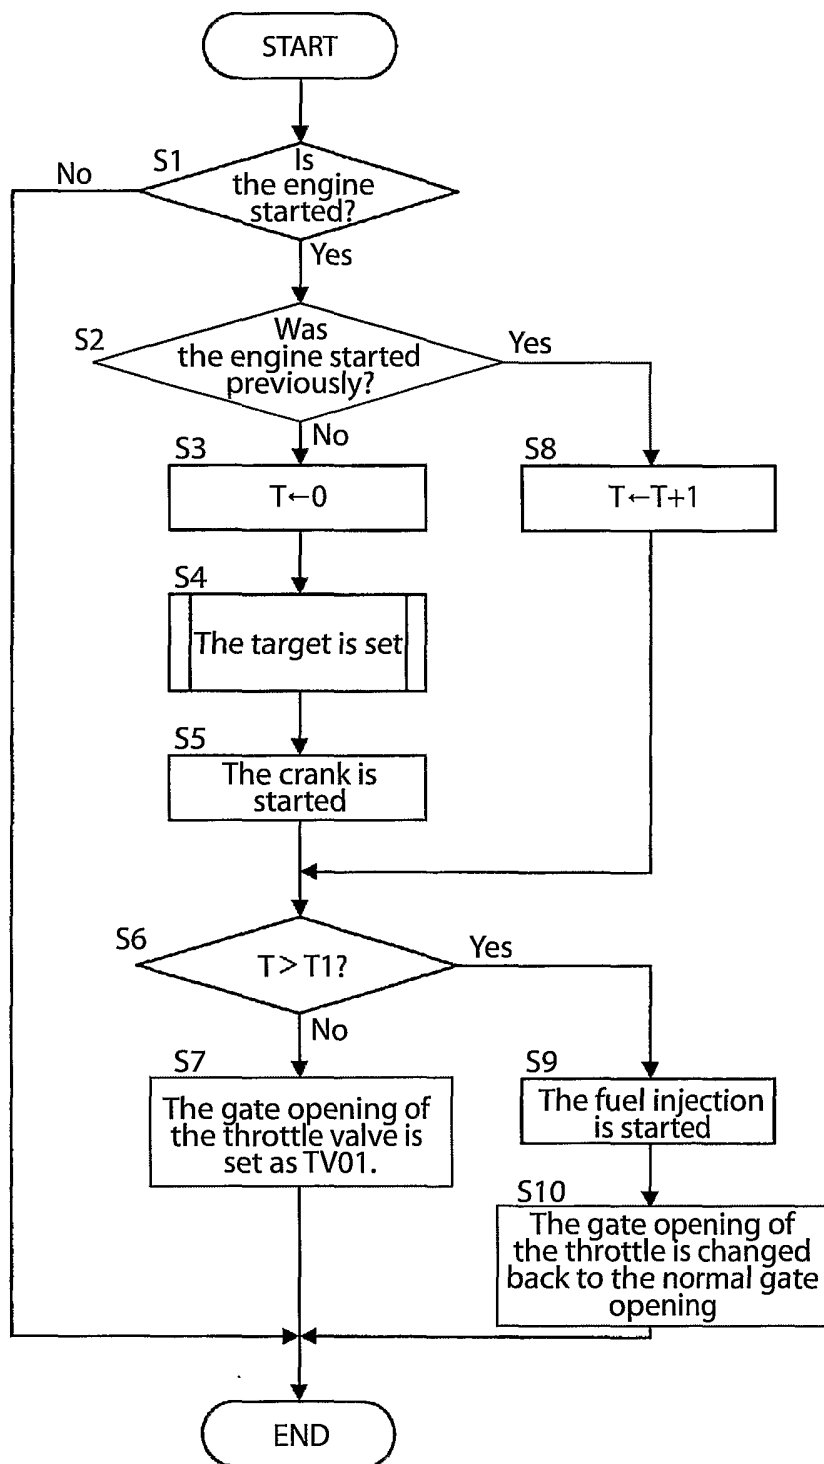 START
S1
No
Is
the engine
started?
Yes
S2
Was
the engine started
previously?
Yes
No
S3
T←0
S8
T←T+1
S4
The target is set
S5
The crank is
started
S6
T > T1?
Yes
No
S7
The gate opening of
the throttle valve is
set as TV01.
S9
The fuel injection
is started
S10
The gate opening of
the throttle is changed
back to the normal gate
opening
END